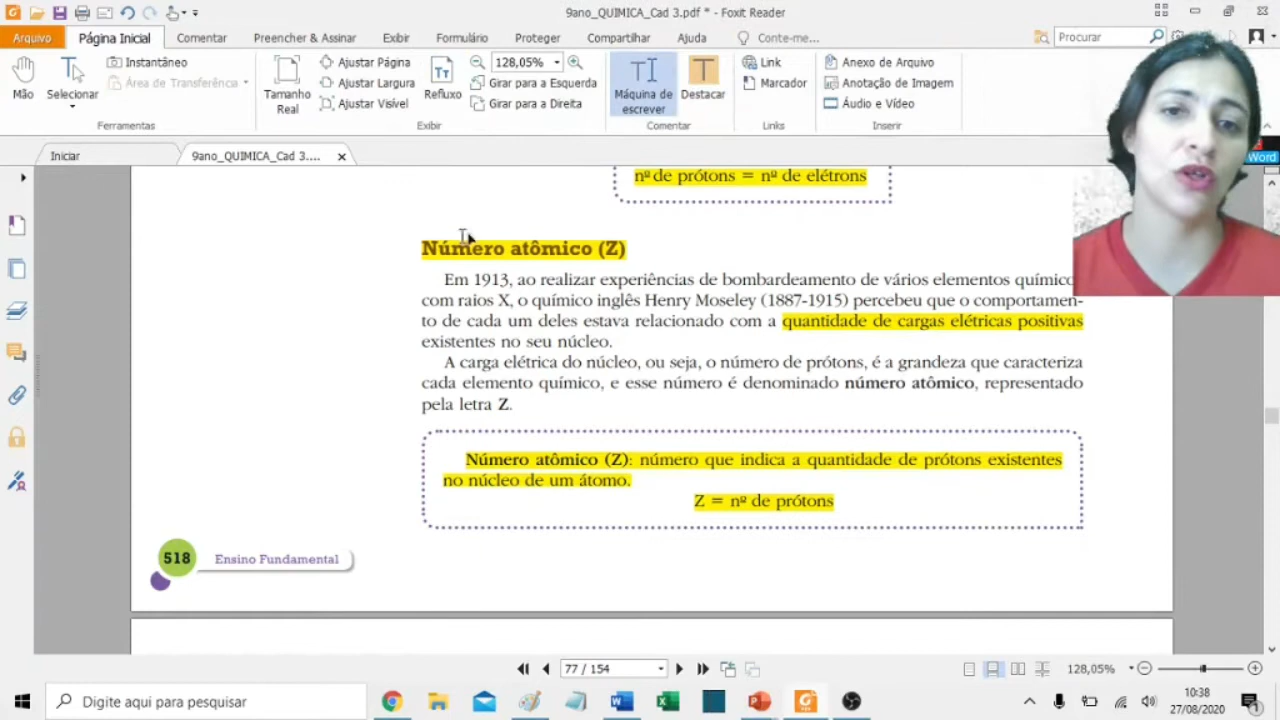 9ano_QUIMICA_Cad 3.pdf * - Foxit Reader
Arquivo Página Inicial Comentar Preencher & Assinar Exibir Formulário Proteger Compartilhar Ajuda Conte-me... Procurar
Mão
Selecionar
Instantâneo
Área de Transferência
Ferramentas
Tamanho
Real
Ajustar Página
Ajustar Largura
Ajustar Visível
Tt
Refluxo
128,05%
Girar para a Esquerda
Girar para a Direita
Exibir
Máquina de
escrever
Destacar
Comentar
Link
Marcador
Links
Anexo de Arquivo
Anotação de Imagem
Áudio e Vídeo
Inserir
Word
Iniciar 9ano_QUIMICA_Cad 3....
nº de prótons = nº de elétrons
Número atômico (Z)
Em 1913, ao realizar experiências de bombardeamento de vários elementos químico
com raios X, o químico inglês Henry Moseley (1887-1915) percebeu que o comportamen-
to de cada um deles estava relacionado com a quantidade de cargas elétricas positivas
existentes no seu núcleo.
A carga elétrica do núcleo, ou seja, o número de prótons, é a grandeza que caracteriza
cada elemento químico, e esse número é denominado número atômico, representado
pela letra Z.
Número atômico (Z): número que indica a quantidade de prótons existentes
no núcleo de um átomo.
Z = nº de prótons
518 Ensino Fundamental
77 / 154
128,05%
Digite aqui para pesquisar
10:38
27/08/2020